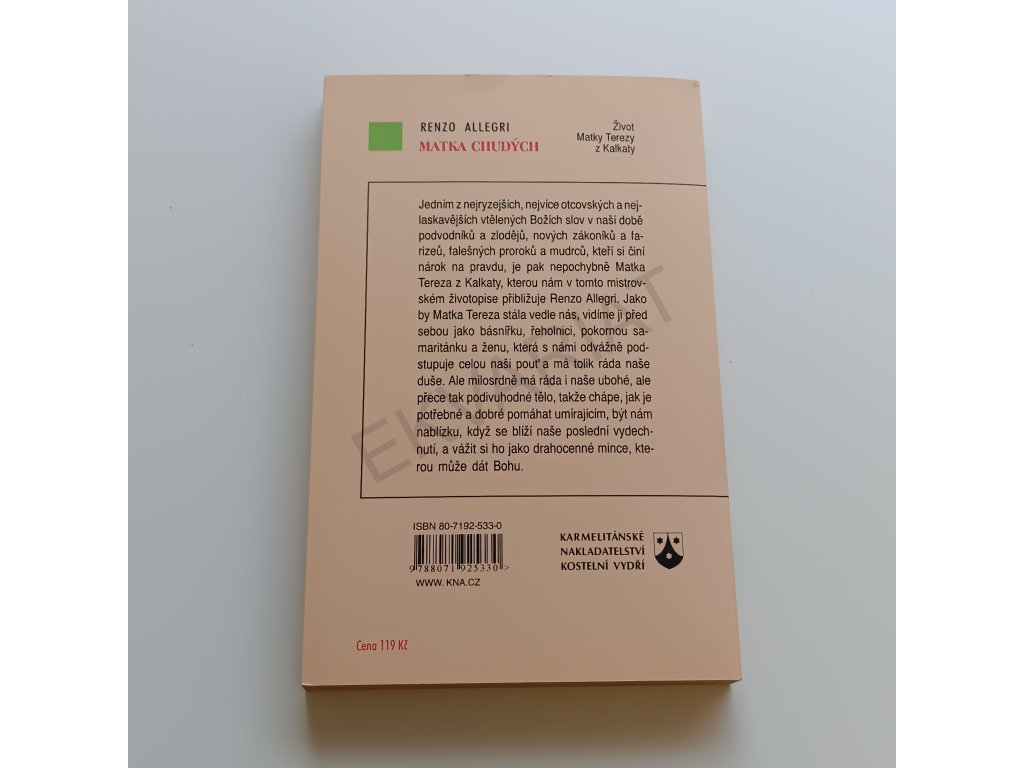 RENZO ALLEGRI
MATKA CHUDÝCH
Život
Matky Terezy
z Kalkaty
Jedním z nejryzejších, nejvíce otcovských a nej-
laskavějších vtělených Božích slov v naši době
podvodníků a zlodějů, nových zákoníků a fa-
rizeů, falešných proroků a mudrců, kteří si činí
nárok na pravdu, je pak nepochybně Matka
Tereza z Kalkaty, kterou nám v tomto mistrov-
ském životopise přibližuje Renzo Allegri. Jako
by Matka Tereza stála vedle nás, vidíme ji před
sebou jako básnířku, řeholnici, pokornou sa-
maritánku a ženu, která s námi odvážně pod-
stupuje celou naši pouť a má tolik ráda naše
duše. Ale milosrdně má ráda i naše ubohé, ale
přece tak podivuhodné tělo, takže chápe, jak je
potřebné a dobré pomáhat umírajícím, být nám
nablízku, když se blíží naše poslední vydech-
nutí, a vážit si ho jako drahocenné mince, kte-
rou může dát Bohu.
EKVARIAT
ISBN 80-7192-533-0
9 788071 925330 >
WWW. KNA.CZ
KARMELITÁNSKÉ
NAKLADATELSTVÍ
KOSTELNÍ VYDŘÍ
Cena 119 Kč